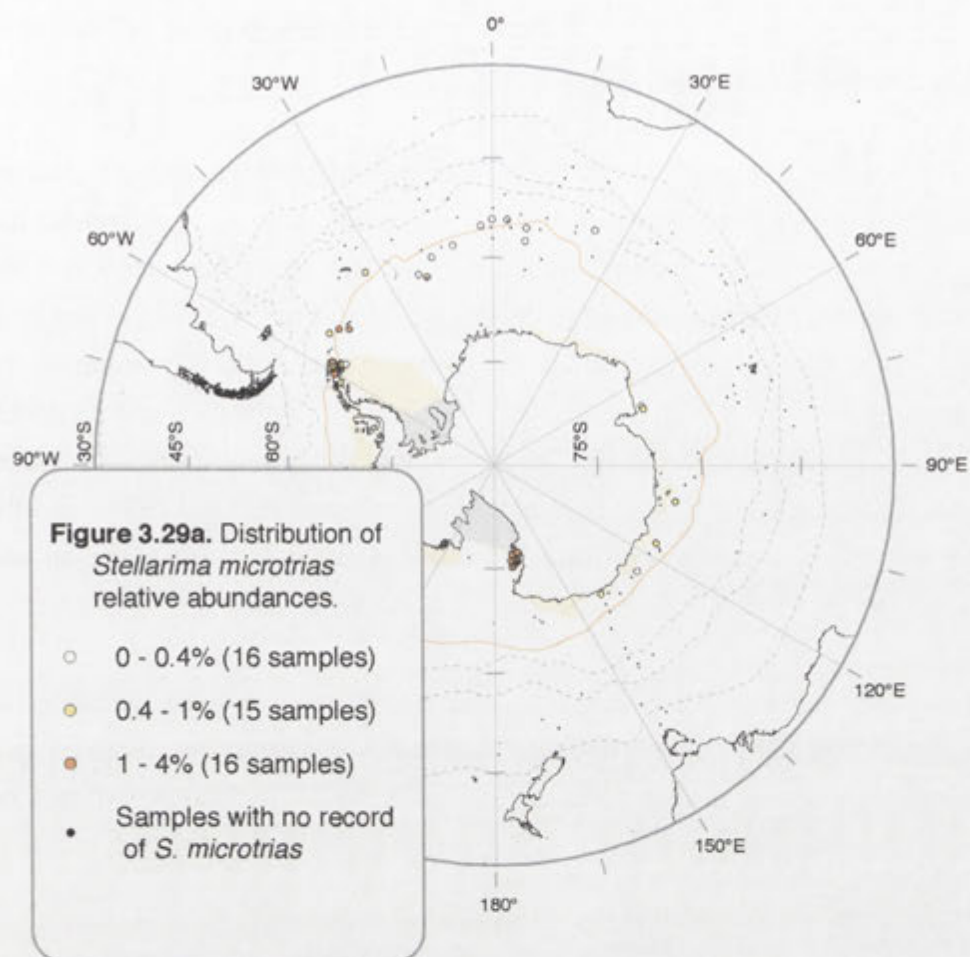 0°
30°W
30°E
60°W
60°E
90°W
30°S
45°S
60°S
75°S
90°E
Figure 3.29a. Distribution of
Stellarima microtrias
relative abundances.
0 - 0.4% (16 samples)
0.4 - 1% (15 samples)
1 - 4% (16 samples)
Samples with no record
of S. microtrias
120°E
150°E
180°